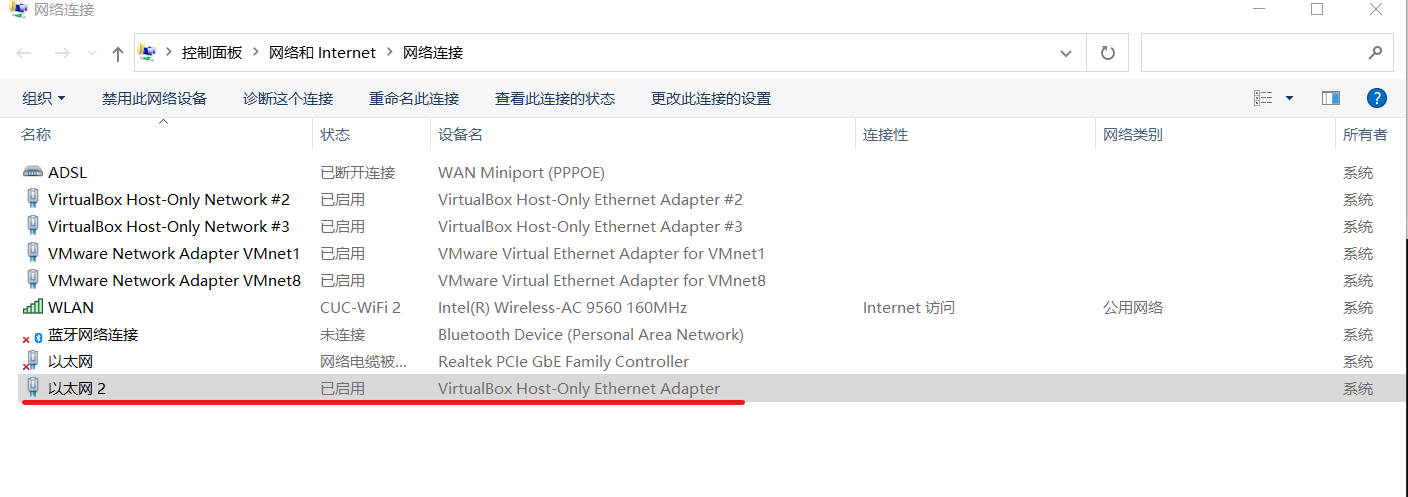 网络连接
控制面板 网络和 Internet 网络连接
组织 禁用此网络设备 诊断这个连接 重命名此连接 查看此连接的状态 更改此连接的设置 ?
名称 状态 设备名 连接性 网络类别 所有者
ADSL 已断开连接 WAN Miniport (PPPOE) 系统
VirtualBox Host-Only Network #2 已启用 VirtualBox Host-Only Ethernet Adapter #2 系统
VirtualBox Host-Only Network #3 已启用 VirtualBox Host-Only Ethernet Adapter #3 系统
VMware Network Adapter VMnet1 已启用 VMware Virtual Ethernet Adapter for VMnet1 系统
VMware Network Adapter VMnet8 已启用 VMware Virtual Ethernet Adapter for VMnet8 系统
WLAN CUC-WiFi 2 Intel(R) Wireless-AC 9560 160MHz Internet 访问 公用网络 系统
蓝牙网络连接 未连接 Bluetooth Device (Personal Area Network) 系统
以太网 网络电缆被... Realtek PCIe GbE Family Controller 系统
以太网 2 已启用 VirtualBox Host-Only Ethernet Adapter 系统